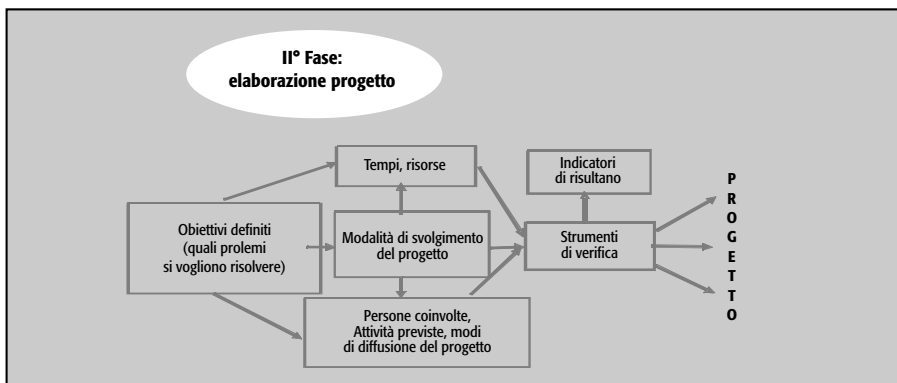 II° Fase:
elaborazione progetto
Tempi, risorse
Indicatori
di risultano
Obiettivi definiti
(quali prolemi
si vogliono risolvere)
Modalità di svolgimento
del progetto
Strumenti
di verifica
Persone coinvolte,
Attività previste, modi
di diffusione del progetto
P
R
O
G
E
T
T
O